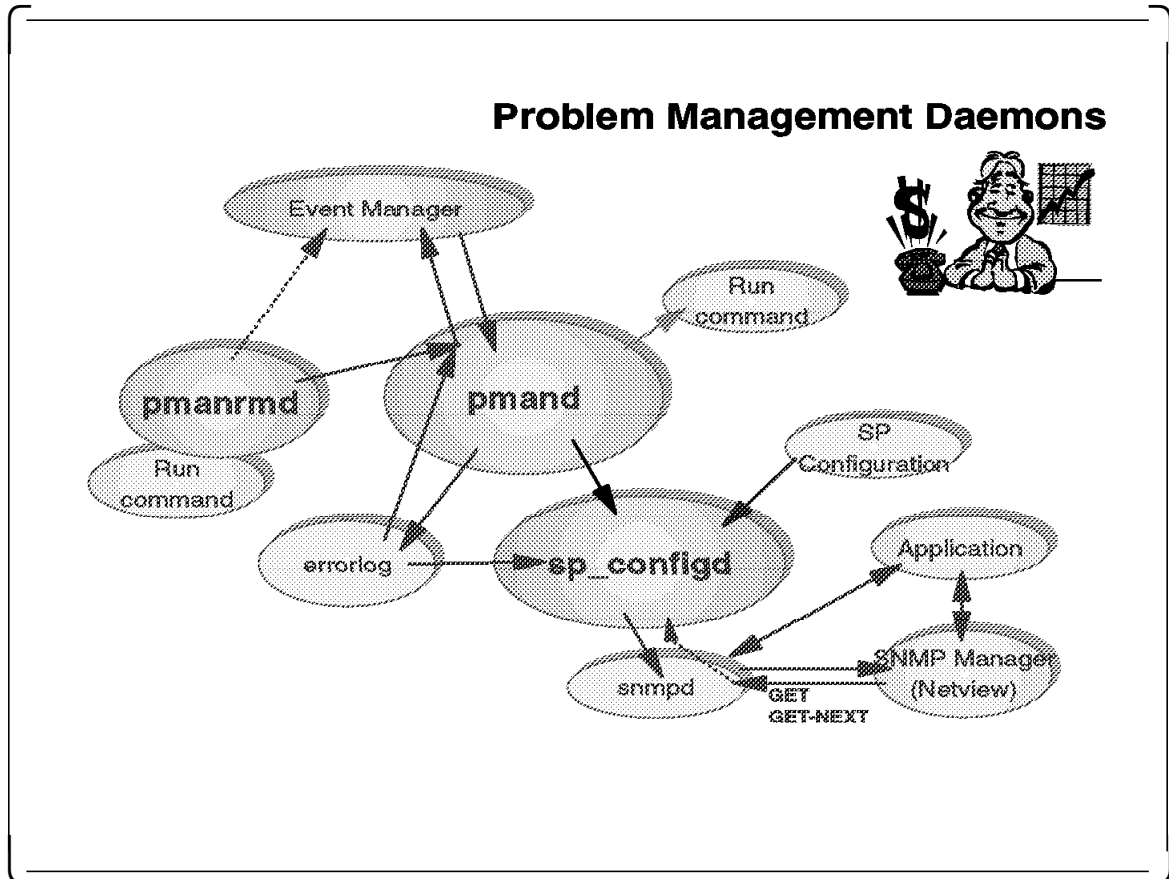 Problem Management Daemons
Event Manager
Run
command
pmanrmd
pmand
Run
command
SP
Configuration
errorlog
sp_configd
Application
snmpd
GET
GET-NEXT
SNMP Manager
(Netview)
$